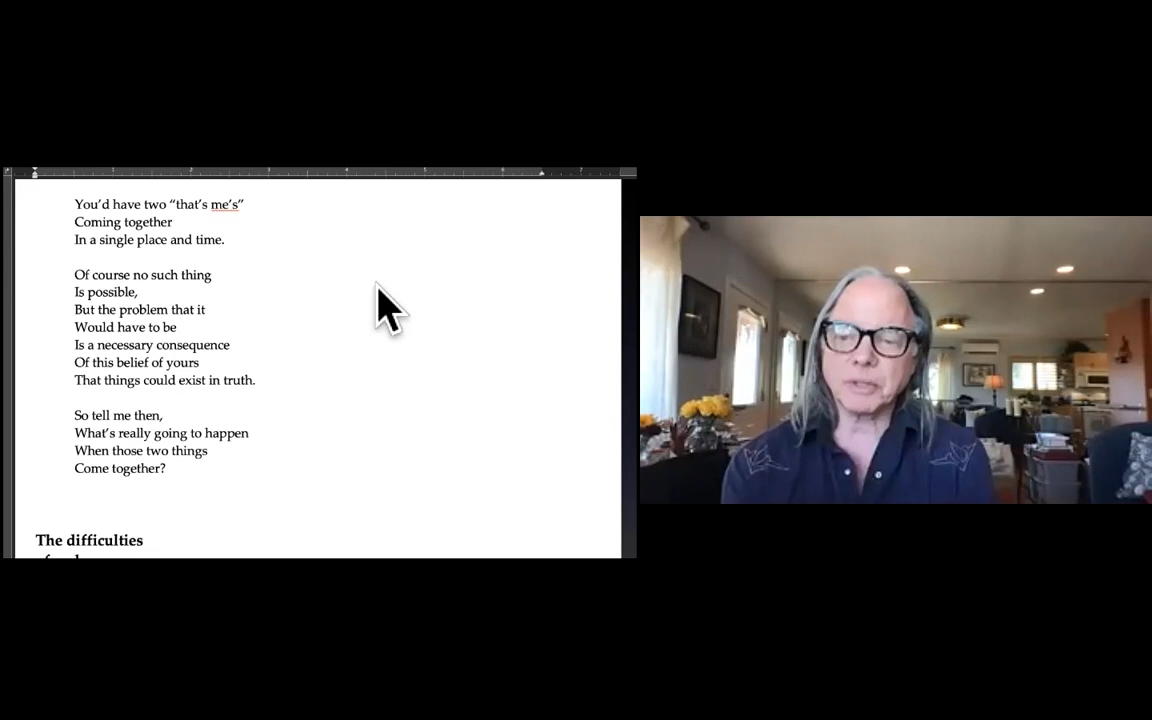 You’d have two “that’s me’s”
Coming together
In a single place and time.
Of course no such thing
Is possible,
But the problem that it
Would have to be
Is a necessary consequence
Of this belief of yours
That things could exist in truth.
So tell me then,
What’s really going to happen
When those two things
Come together?
The difficulties